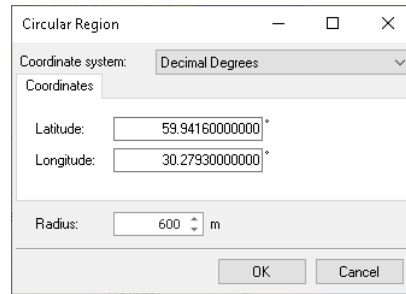 Circular Region
Coordinate system: Decimal Degrees
Coordinates
Latitude: 59.94160000000 °
Longitude: 30.27930000000 °
Radius: 600 m
OK Cancel